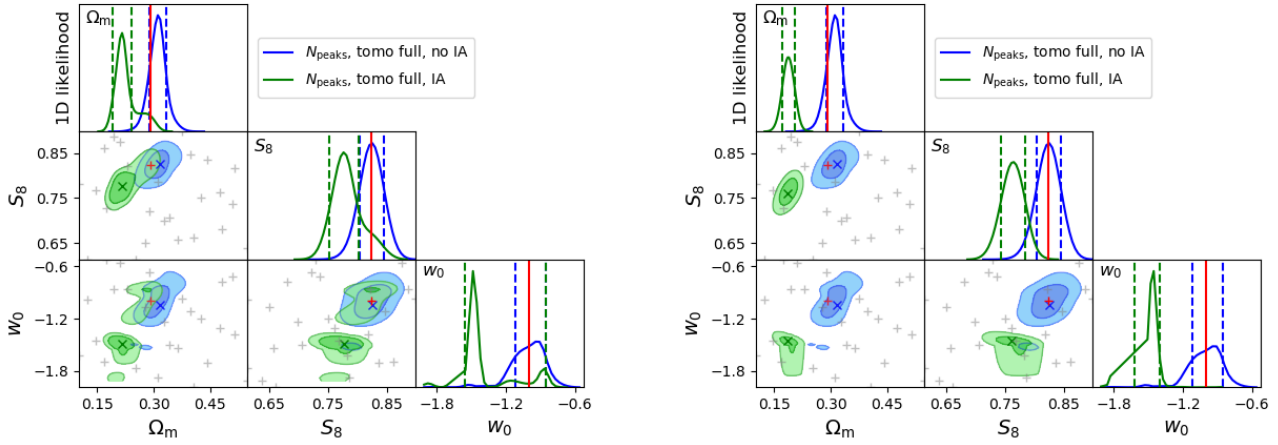 Ωm
1D likelihood
Npeaks, tomo full, no IA
Npeaks, tomo full, IA
S8
0.85
0.75
0.65
S8
w0
−0.6
−1.2
−1.8
w0
0.15 0.30 0.45
0.65 0.75 0.85
−1.8 −1.2 −0.6
Ωm
S8
w0
Ωm
1D likelihood
Npeaks, tomo full, no IA
Npeaks, tomo full, IA
S8
0.85
0.75
0.65
S8
w0
−0.6
−1.2
−1.8
w0
0.15 0.30 0.45
0.65 0.75 0.85
−1.8 −1.2 −0.6
Ωm
S8
w0